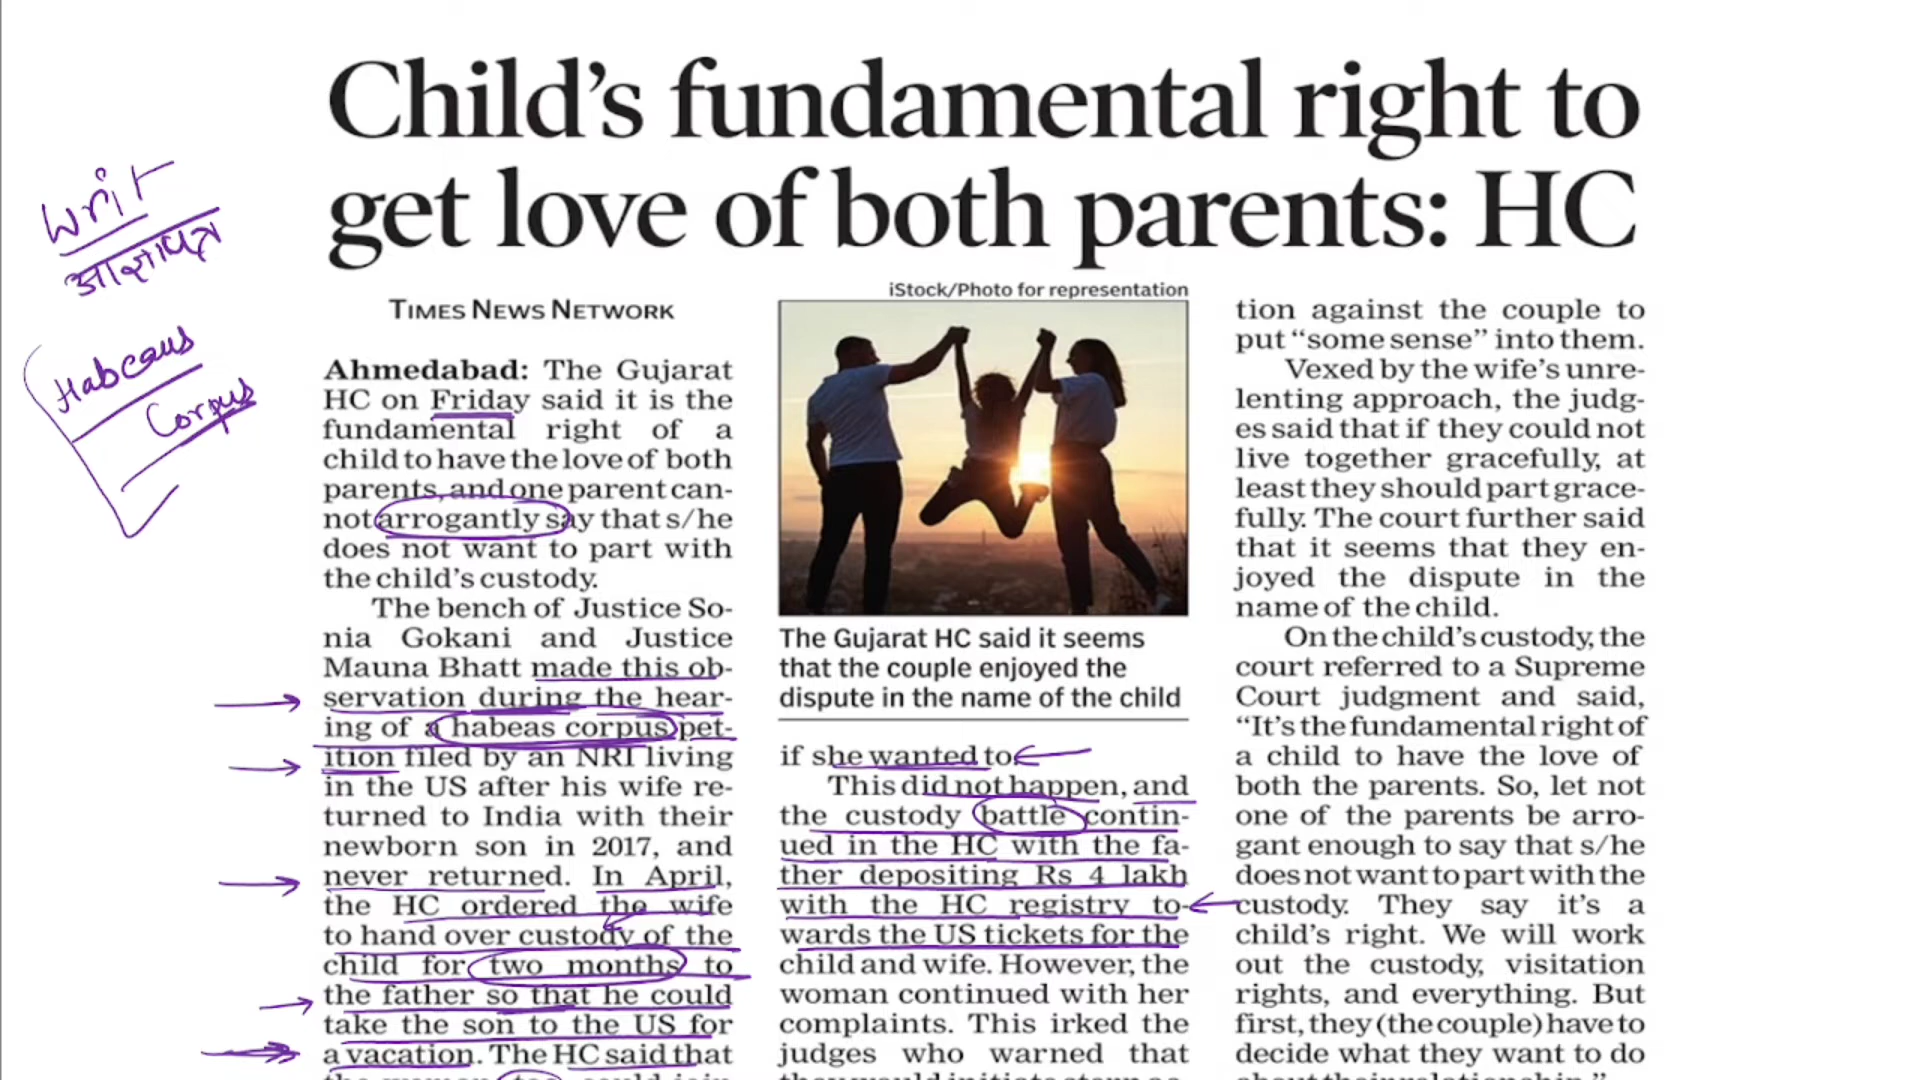 Child’s fundamental right to
get love of both parents: HC
Writ
आज्ञापत्र
Habeaus
Corpus
TIMES NEWS NETWORK
Ahmedabad: The Gujarat
HC on Friday said it is the
fundamental right of a
child to have the love of both
parents, and one parent can-
not arrogantly say that s/he
does not want to part with
the child’s custody.
The bench of Justice So-
nia Gokani and Justice
Mauna Bhatt made this ob-
servation during the hear-
ing of a habeas corpus pet-
ition filed by an NRI living
in the US after his wife re-
turned to India with their
newborn son in 2017, and
never returned. In April,
the HC ordered the wife
to hand over custody of the
child for two months to
the father so that he could
take the son to the US for
a vacation. The HC said that
iStock/Photo for representation
The Gujarat HC said it seems
that the couple enjoyed the
dispute in the name of the child
if she wanted to.
This did not happen, and
the custody battle contin-
ued in the HC with the fa-
ther depositing Rs 4 lakh
with the HC registry to-
wards the US tickets for the
child and wife. However, the
woman continued with her
complaints. This irked the
judges who warned that
tion against the couple to
put “some sense” into them.
Vexed by the wife’s unre-
lenting approach, the judg-
es said that if they could not
live together gracefully, at
least they should part grace-
fully. The court further said
that it seems that they en-
joyed the dispute in the
name of the child.
On the child’s custody, the
court referred to a Supreme
Court judgment and said,
“It’s the fundamental right of
a child to have the love of
both the parents. So, let not
one of the parents be arro-
gant enough to say that s/he
does not want to part with the
custody. They say it’s a
child’s right. We will work
out the custody, visitation
rights, and everything. But
first, they (the couple) have to
decide what they want to do